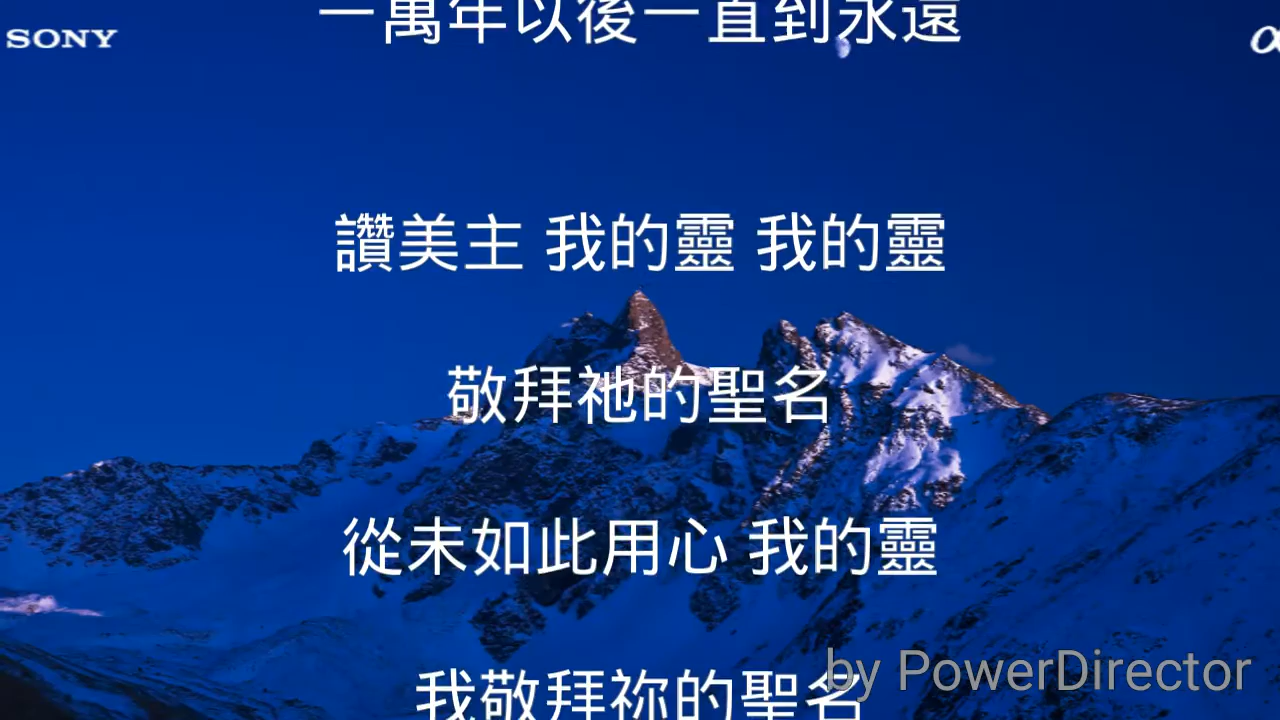 一萬年以後一直到永遠
SONY
α
讚美主 我的靈 我的靈
敬拜祂的聖名
從未如此用心 我的靈
by PowerDirector
我敬拜祢的聖名